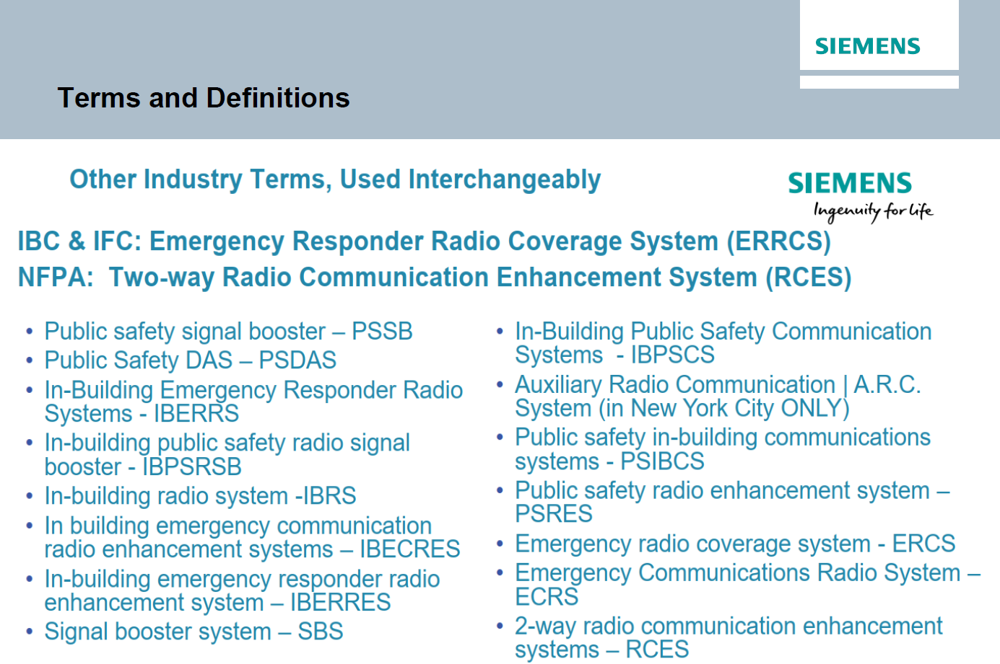 SIEMENS
Terms and Definitions
Other Industry Terms, Used Interchangeably
SIEMENS
Ingenuity for life
IBC & IFC: Emergency Responder Radio Coverage System (ERRCS)
NFPA:  Two-way Radio Communication Enhancement System (RCES)
• Public safety signal booster – PSSB
• Public Safety DAS – PSDAS
• In-Building Emergency Responder Radio
Systems - IBERRS
• In-building public safety radio signal
booster - IBPSRSB
• In-building radio system -IBRS
• In building emergency communication
radio enhancement systems – IBECRES
• In-building emergency responder radio
enhancement system – IBERRES
• Signal booster system – SBS
• In-Building Public Safety Communication
Systems  - IBPSCS
• Auxiliary Radio Communication | A.R.C.
System (in New York City ONLY)
• Public safety in-building communications
systems - PSIBCS
• Public safety radio enhancement system –
PSRES
• Emergency radio coverage system - ERCS
• Emergency Communications Radio System –
ECRS
• 2-way radio communication enhancement
systems – RCES